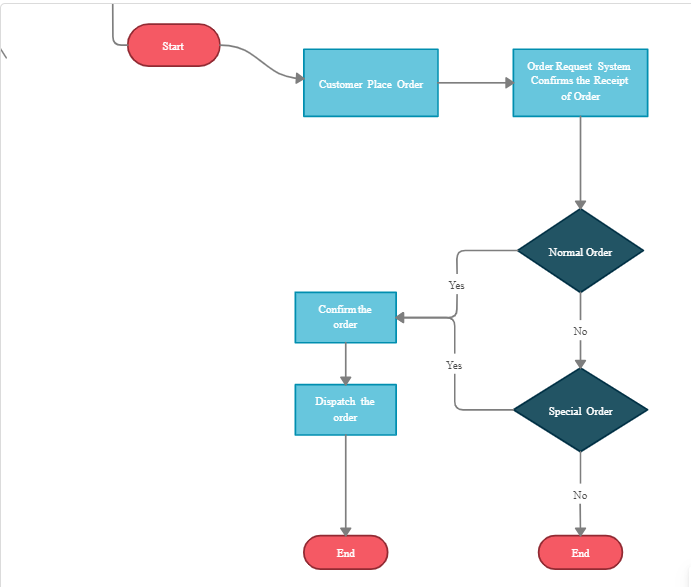 Start
Customer Place Order
Order Request System
Confirms the Receipt
of Order
Normal Order
Yes
Confirm the
order
No
Yes
Dispatch the
order
Special Order
No
End
End